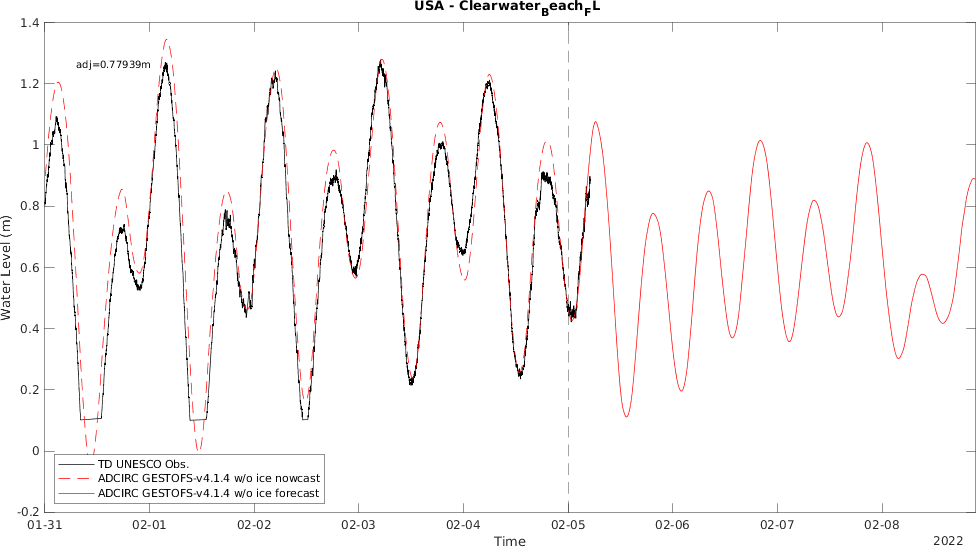 USA - Clearwater_Beach_FL
adj=0.77939m
1.4
1.2
1
0.8
0.6
0.4
0.2
0
-0.2
Water Level (m)
TD UNESCO Obs.
ADCIRC GESTOFS-v4.1.4 w/o ice nowcast
ADCIRC GESTOFS-v4.1.4 w/o ice forecast
01-31 02-01 02-02 02-03 02-04 02-05 02-06 02-07 02-08
Time
2022